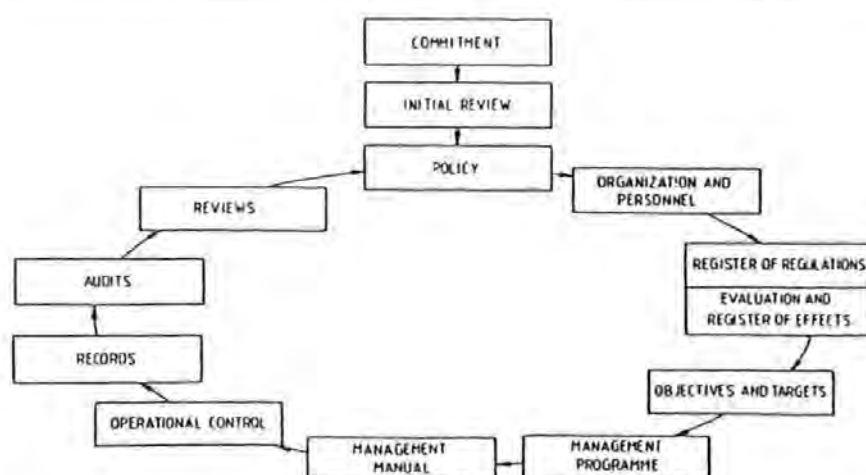 COMMITMENT
INITIAL REVIEW
POLICY
ORGANIZATION AND
PERSONNEL
REGISTER OF REGULATIONS
EVALUATION AND
REGISTER OF EFFECTS
OBJECTIVES AND TARGETS
MANAGEMENT
PROGRAMME
MANAGEMENT
MANUAL
OPERATIONAL CONTROL
RECORDS
AUDITS
REVIEWS